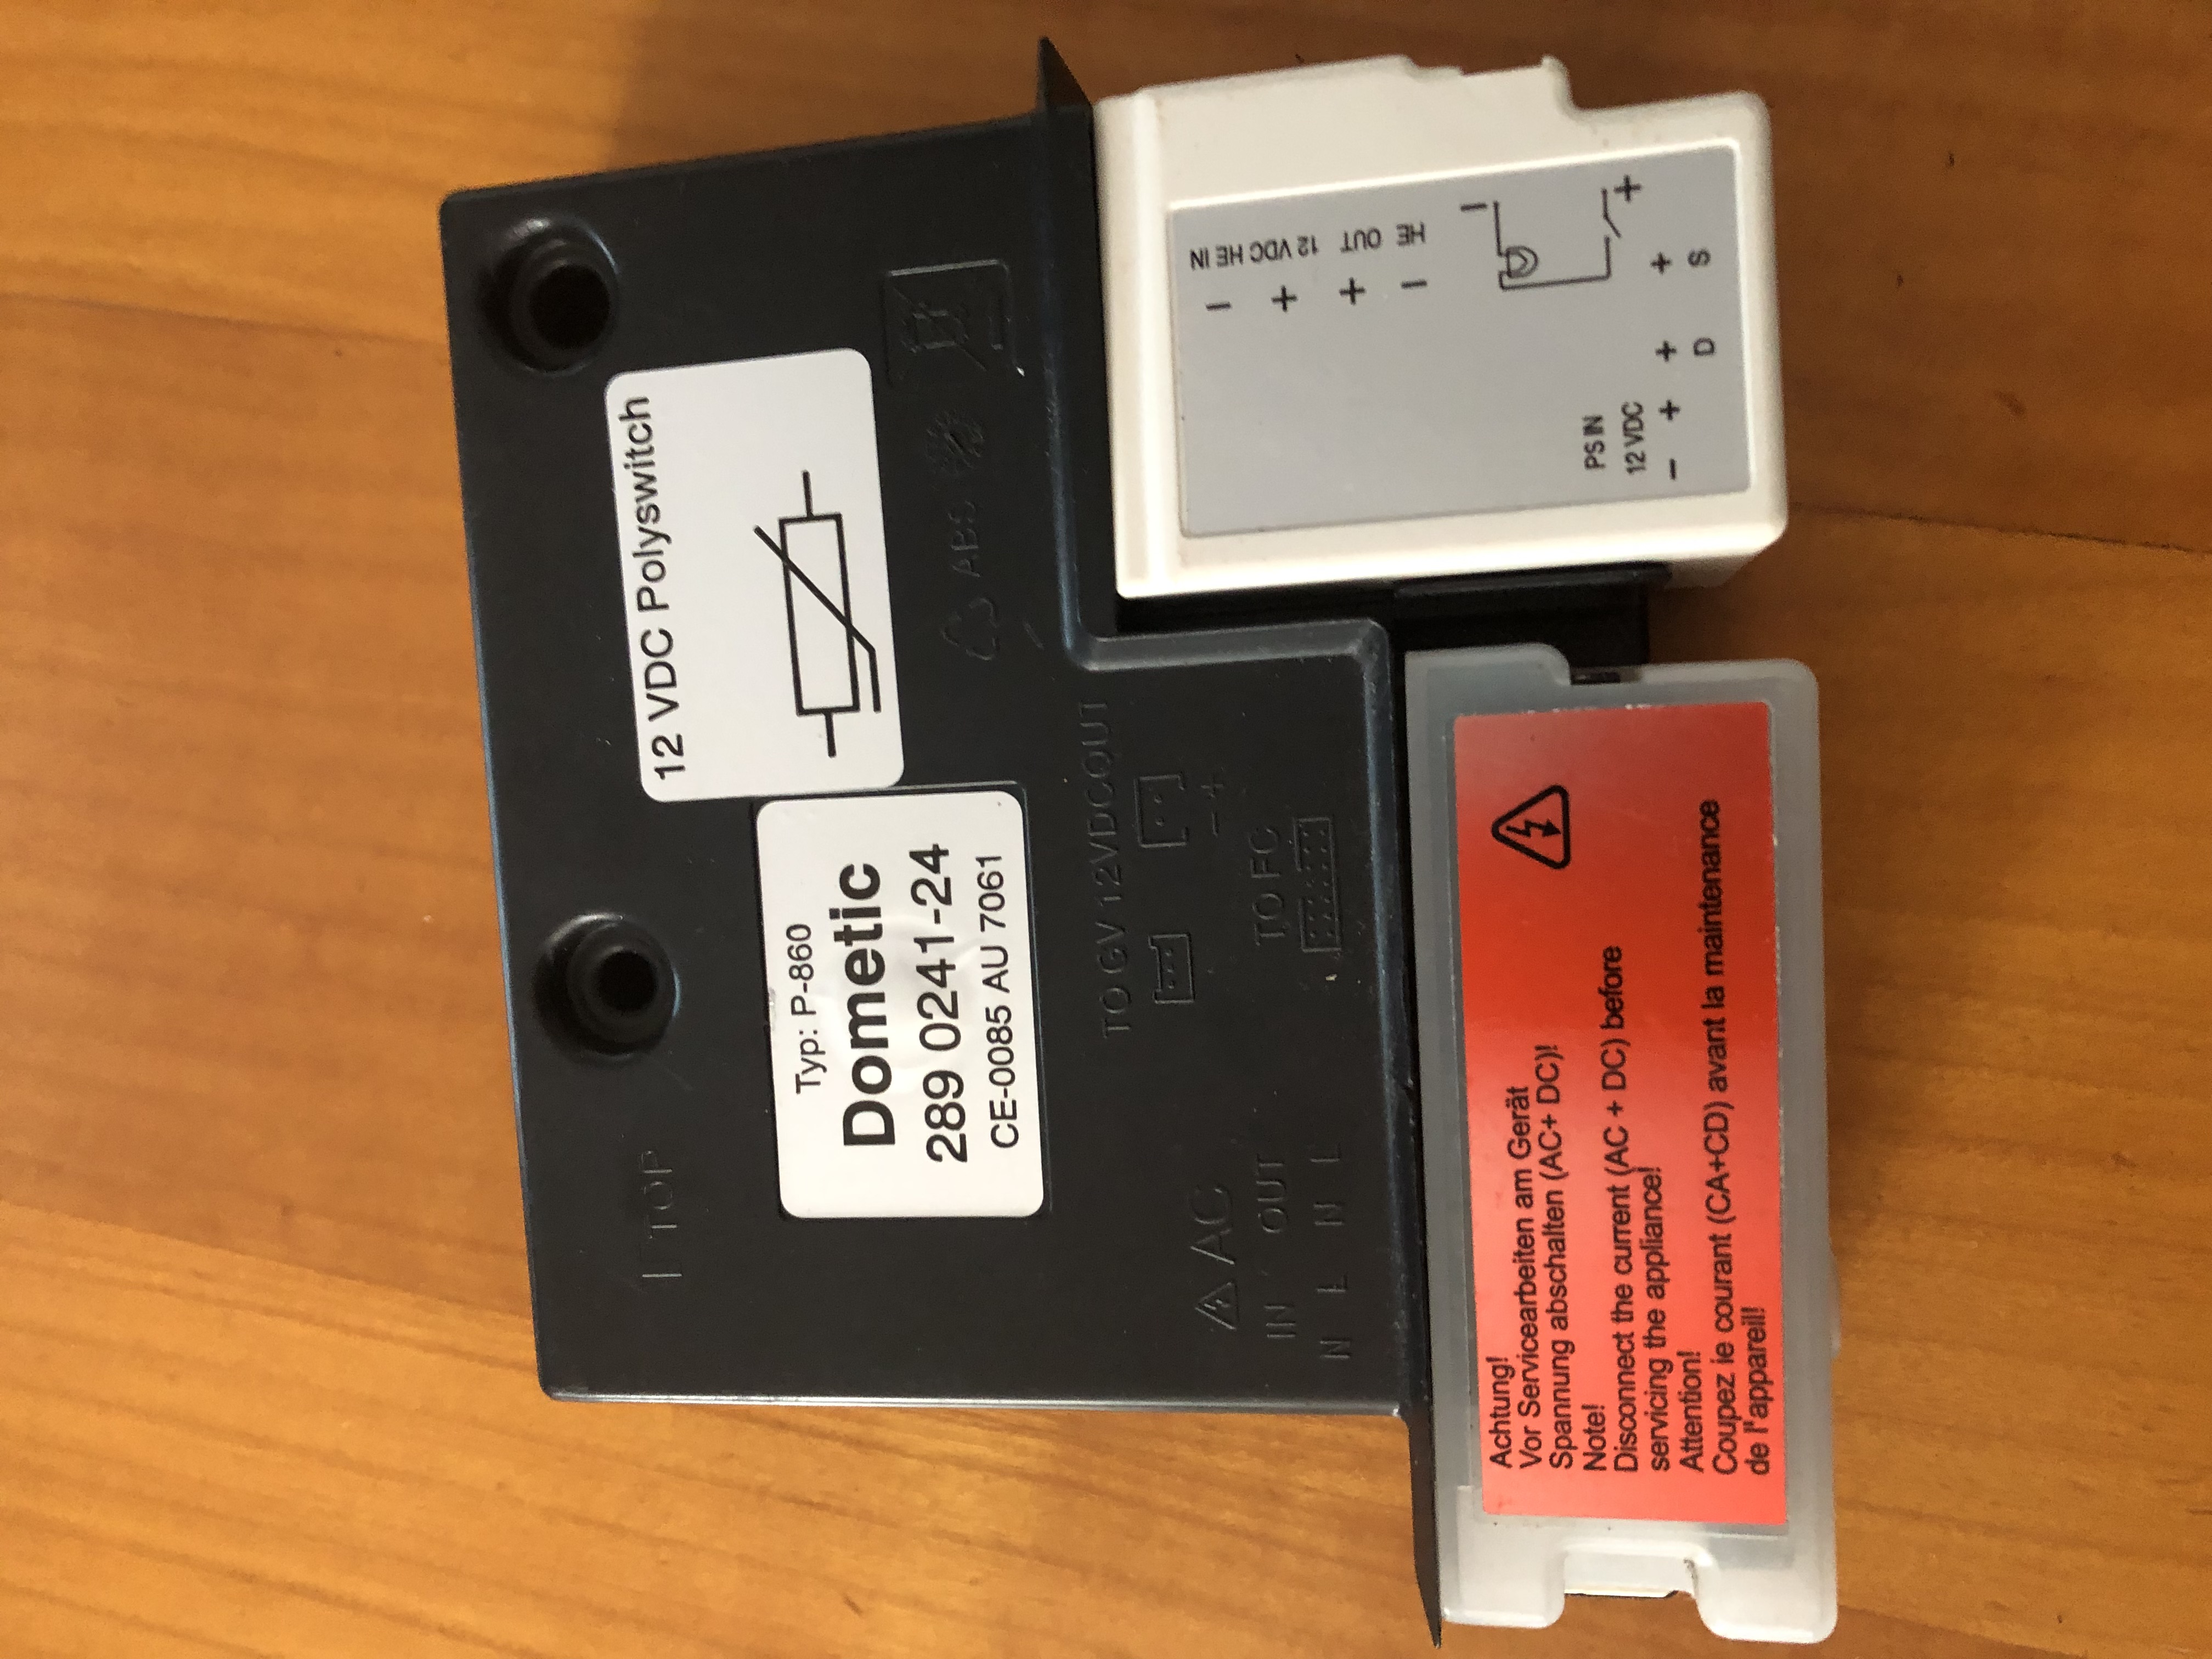 12 VDC Polyswitch
Typ: P-860
Dometic
289 0241-24
CE-0085 AU 7061
TOP
ABS
TO GV 12VDCOUT
- +
TO FC
AC
IN OUT
N L N L
12 VDC HE IN
- +
HE OUT
+ -
- +
PS IN
12 VDC
- + + +
D S
Achtung!
Vor Servicearbeiten am Gerät
Spannung abschalten (AC+ DC)!
Note!
Disconnect the current (AC + DC) before
servicing the appliance!
Attention!
Coupez ie courant (CA+CD) avant la maintenance
de l'appareil!